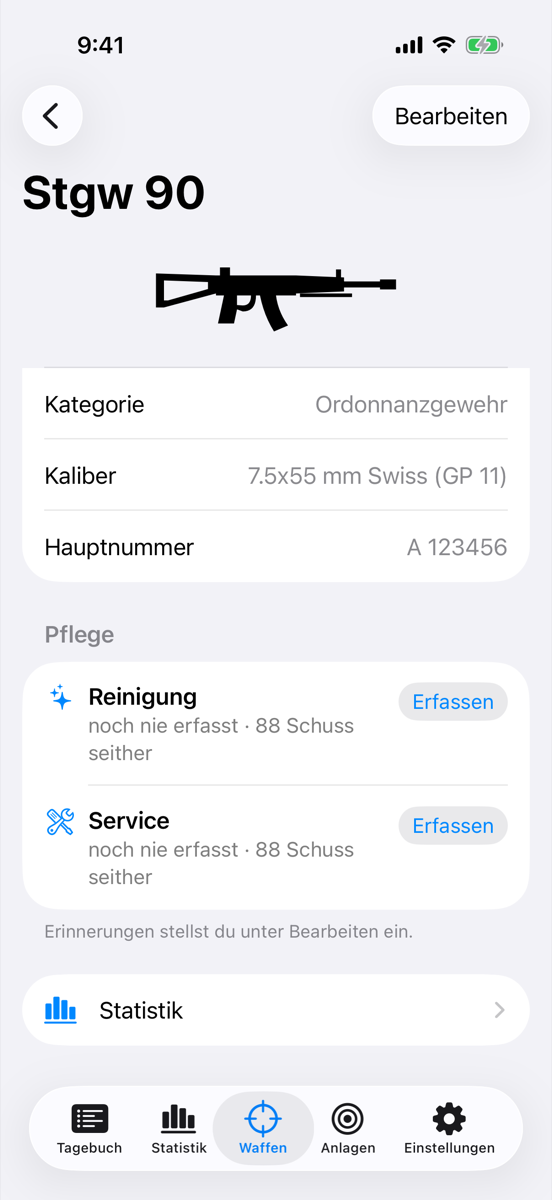 9:41
Bearbeiten
Stgw 90
Kategorie Ordonnanzgewehr
Kaliber 7.5x55 mm Swiss (GP 11)
Hauptnummer A 123456
Pflege
Reinigung
noch nie erfasst · 88 Schuss
seither
Erfassen
Service
noch nie erfasst · 88 Schuss
seither
Erfassen
Erinnerungen stellst du unter Bearbeiten ein.
Statistik
Tagebuch Statistik Waffen Anlagen Einstellungen